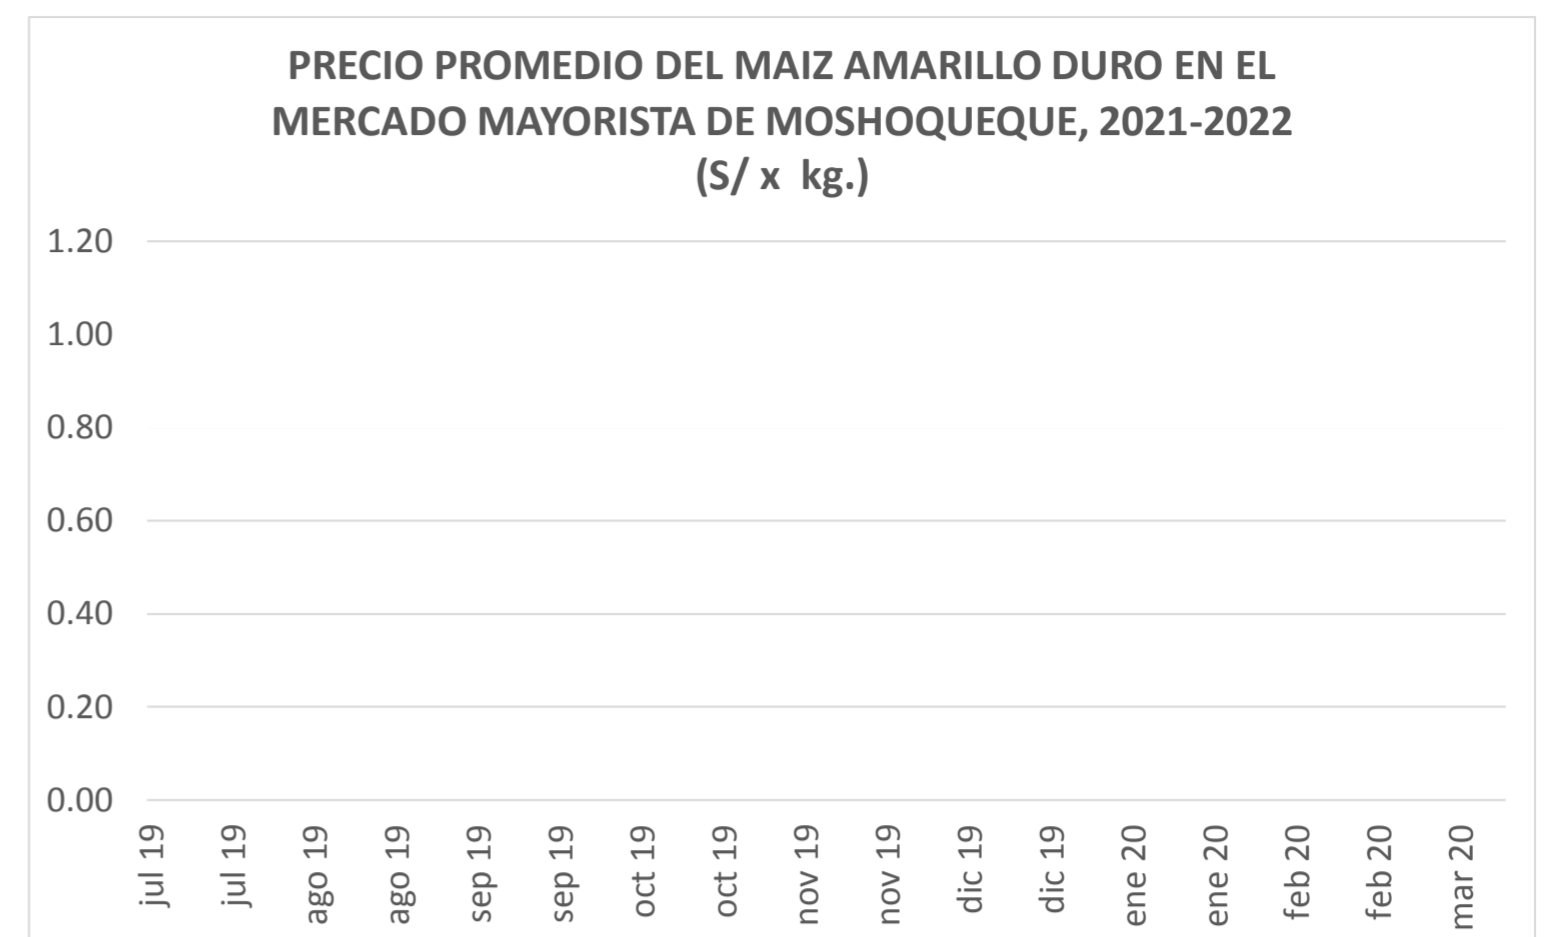 PRECIO PROMEDIO DEL MAIZ AMARILLO DURO EN EL
MERCADO MAYORISTA DE MOSHOQUEQUE, 2021-2022
(S/ x  kg.)
1.20
1.00
0.80
0.60
0.40
0.20
0.00
jul 19
jul 19
ago 19
ago 19
sep 19
sep 19
oct 19
oct 19
nov 19
nov 19
dic 19
dic 19
ene 20
ene 20
feb 20
feb 20
mar 20